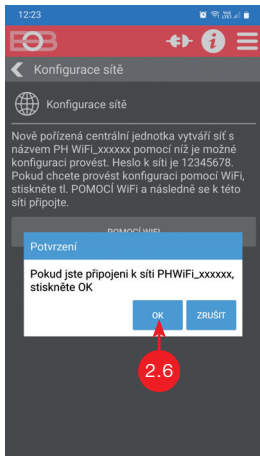 12:23
EOB
Konfigurace sítě
Konfigurace sítě
Nově pořízená centrální jednotka vytváří síť s
názvem PH WiFi_xxxxxx pomocí níž je možné
konfiguraci provést. Heslo k síti je 12345678.
Pokud chcete provést konfiguraci pomocí WiFi,
stiskněte tl. POMOCÍ WiFi a následně se k této
síti připojte.
POMOCÍ WIFI
Potvrzení
Pokud jste připojeni k síti PHWiFi_xxxxxx,
stiskněte OK
OK ZRUŠIT
2.6